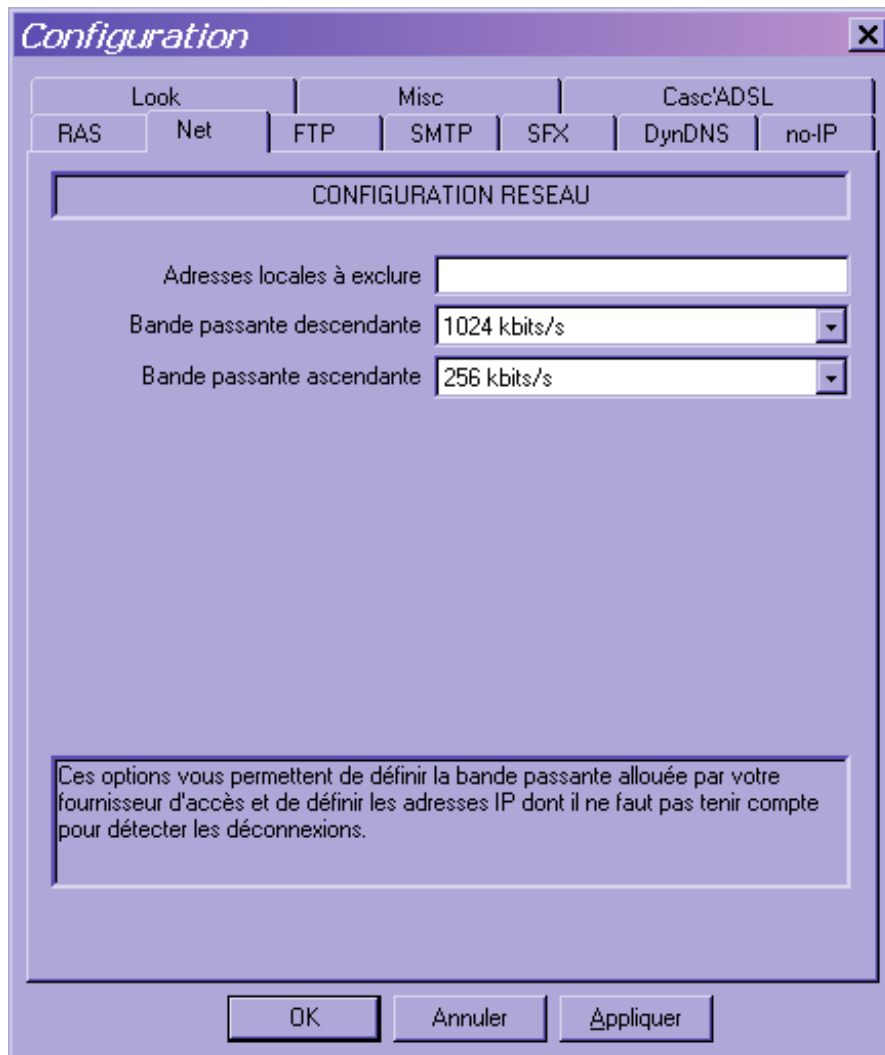 Configuration
Look Misc Casc'ADSL
RAS Net FTP SMTP SFX DynDNS no-IP
CONFIGURATION RESEAU
Adresses locales à exclure
Bande passante descendante 1024 kbits/s
Bande passante ascendante 256 kbits/s
Ces options vous permettent de définir la bande passante allouée par votre
fournisseur d'accès et de définir les adresses IP dont il ne faut pas tenir compte
pour détecter les déconnexions.
OK Annuler Appliquer